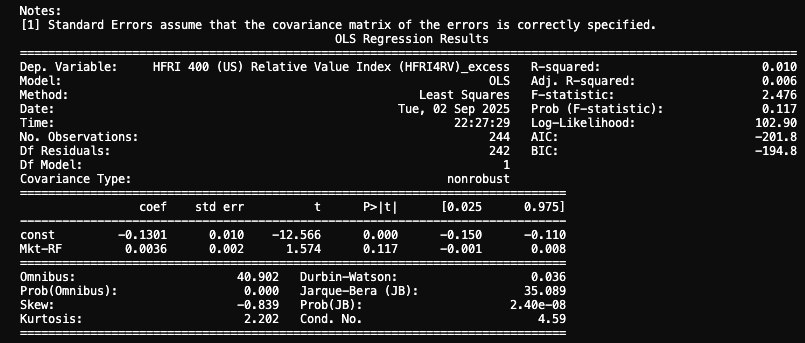 Notes:
[1] Standard Errors assume that the covariance matrix of the errors is correctly specified.
OLS Regression Results
Dep. Variable: HFRI 400 (US) Relative Value Index (HFRI4RV)_excess R-squared: 0.010
Model: OLS Adj. R-squared: 0.006
Method: Least Squares F-statistic: 2.476
Date: Tue, 02 Sep 2025 Prob (F-statistic): 0.117
Time: 22:27:29 Log-Likelihood: 102.90
No. Observations: 244 AIC: -201.8
Df Residuals: 242 BIC: -194.8
Df Model: 1
Covariance Type: nonrobust
coef std err t P>|t| [0.025 0.975]
const -0.1301 0.010 -12.566 0.000 -0.150 -0.110
Mkt-RF 0.0036 0.002 1.574 0.117 -0.001 0.008
Omnibus: 40.902 Durbin-Watson: 0.036
Prob(Omnibus): 0.000 Jarque-Bera (JB): 35.089
Skew: -0.839 Prob(JB): 2.40e-08
Kurtosis: 2.202 Cond. No. 4.59